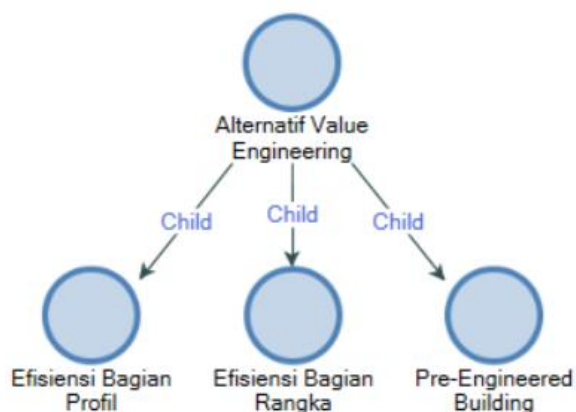 Alternatif Value
Engineering
Child
Child
Child
Efisiensi Bagian
Profil
Efisiensi Bagian
Rangka
Pre-Engineered
Building